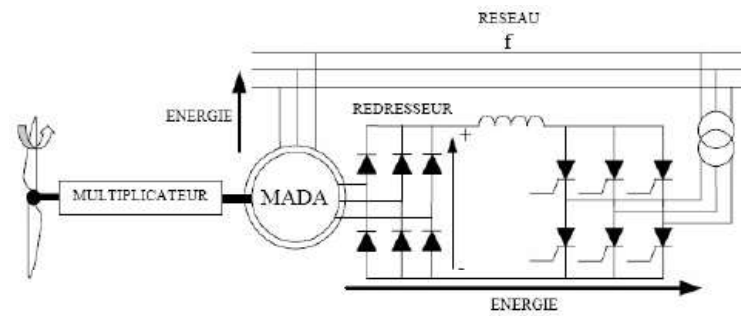 RESEAU
f
ENERGIE
REDRESSEUR
+
MULTIPLICATEUR
MADA
-
ENERGIE